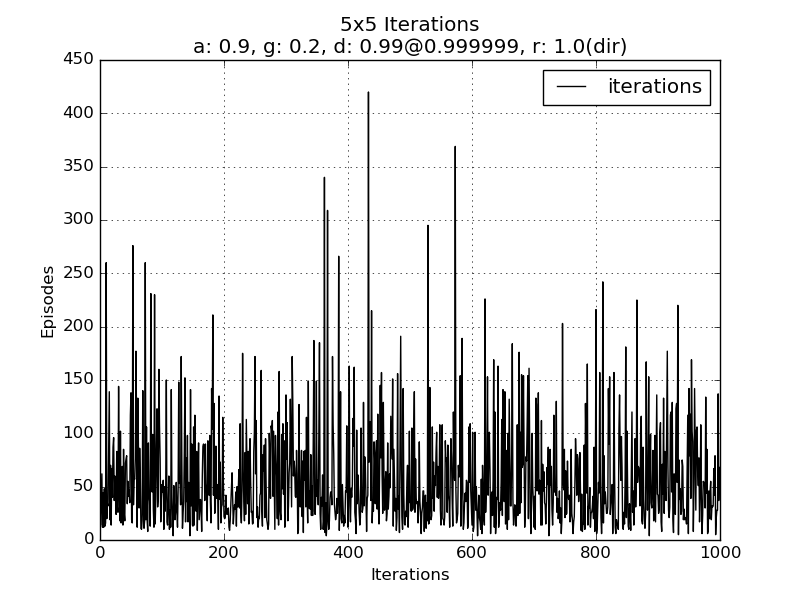 5x5 Iterations
a: 0.9, g: 0.2, d: 0.99@0.999999, r: 1.0(dir)
iterations
450
400
350
300
250
200
150
100
50
0
Episodes
0 200 400 600 800 1000
Iterations